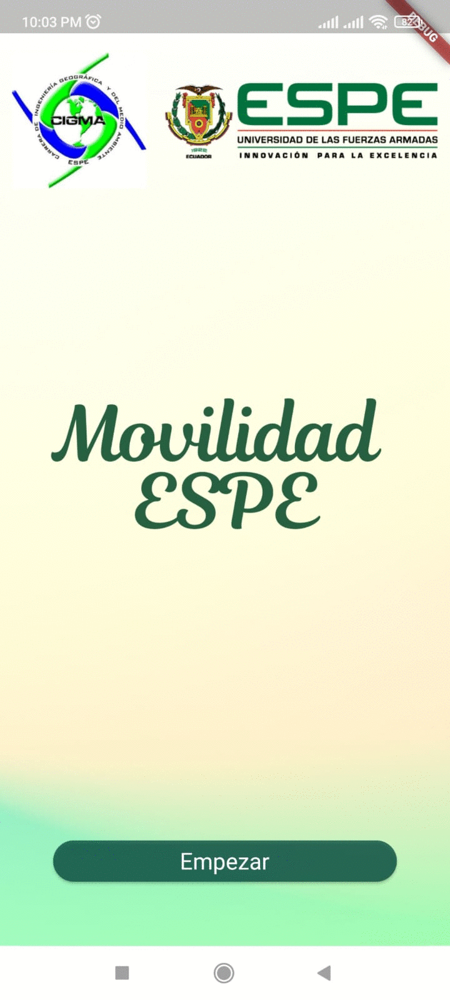 10:03 PM
82
DEBUG
CARRERA DE INGENIERÍA GEOGRÁFICA Y DEL MEDIO AMBIENTE
CIGMA
ESPE
1922
ECUADOR
ESPE
UNIVERSIDAD DE LAS FUERZAS ARMADAS
INNOVACIÓN PARA LA EXCELENCIA
Movilidad
ESPE
Empezar